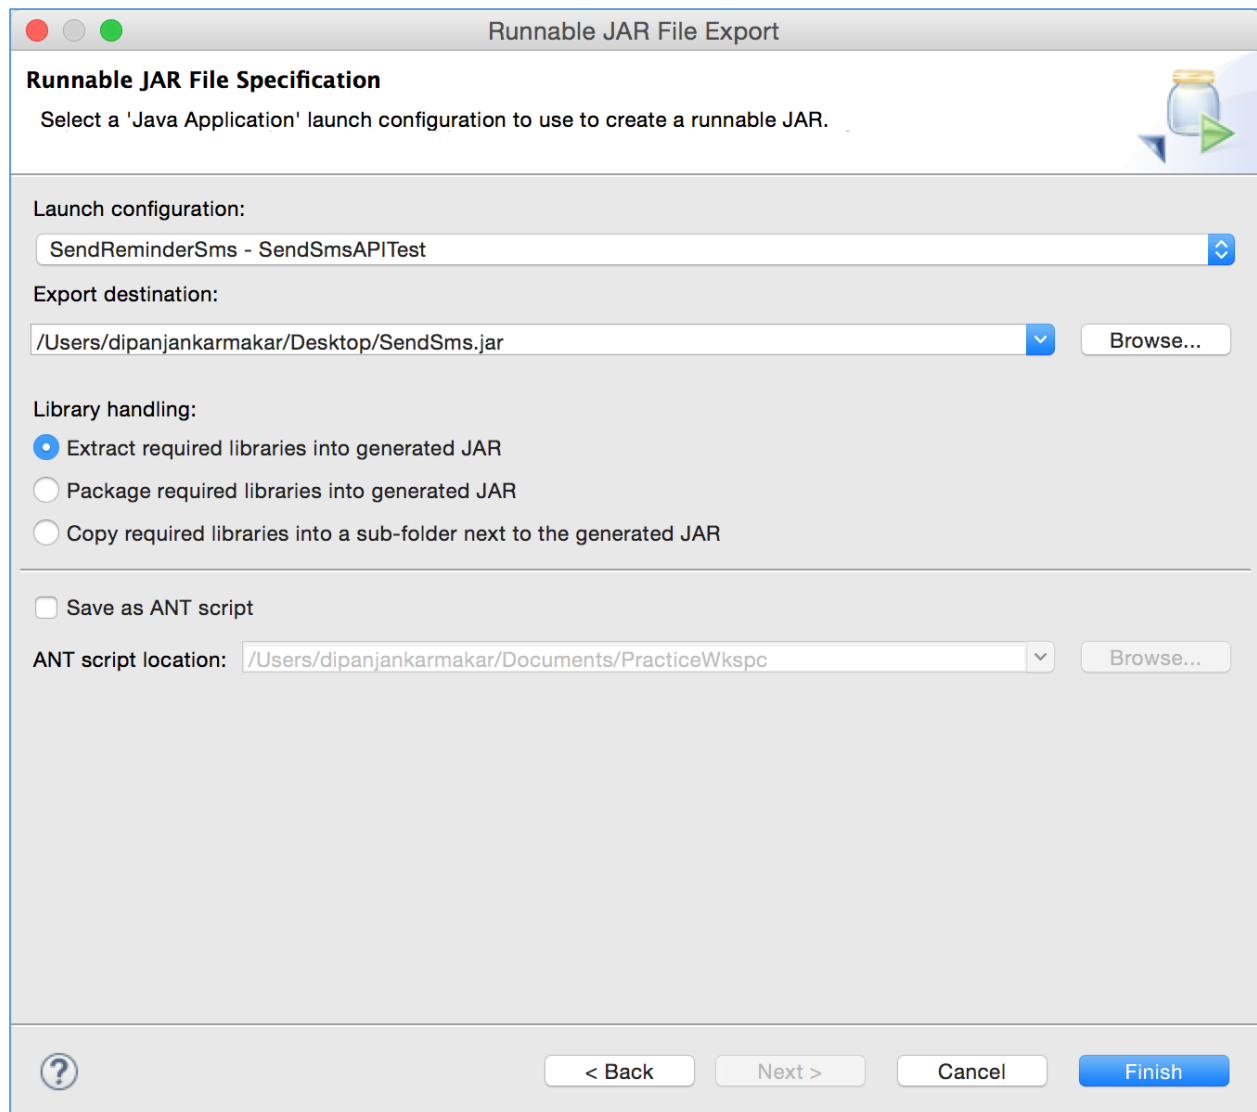 Runnable JAR File Export
Runnable JAR File Specification
Select a 'Java Application' launch configuration to use to create a runnable JAR.
Launch configuration:
SendReminderSms - SendSmsAPITest
Export destination:
/Users/dipanjankarmakar/Desktop/SendSms.jar
Browse...
Library handling:
Extract required libraries into generated JAR
Package required libraries into generated JAR
Copy required libraries into a sub-folder next to the generated JAR
Save as ANT script
ANT script location: /Users/dipanjankarmakar/Documents/PracticeWkspc Browse...
? < Back Next > Cancel Finish